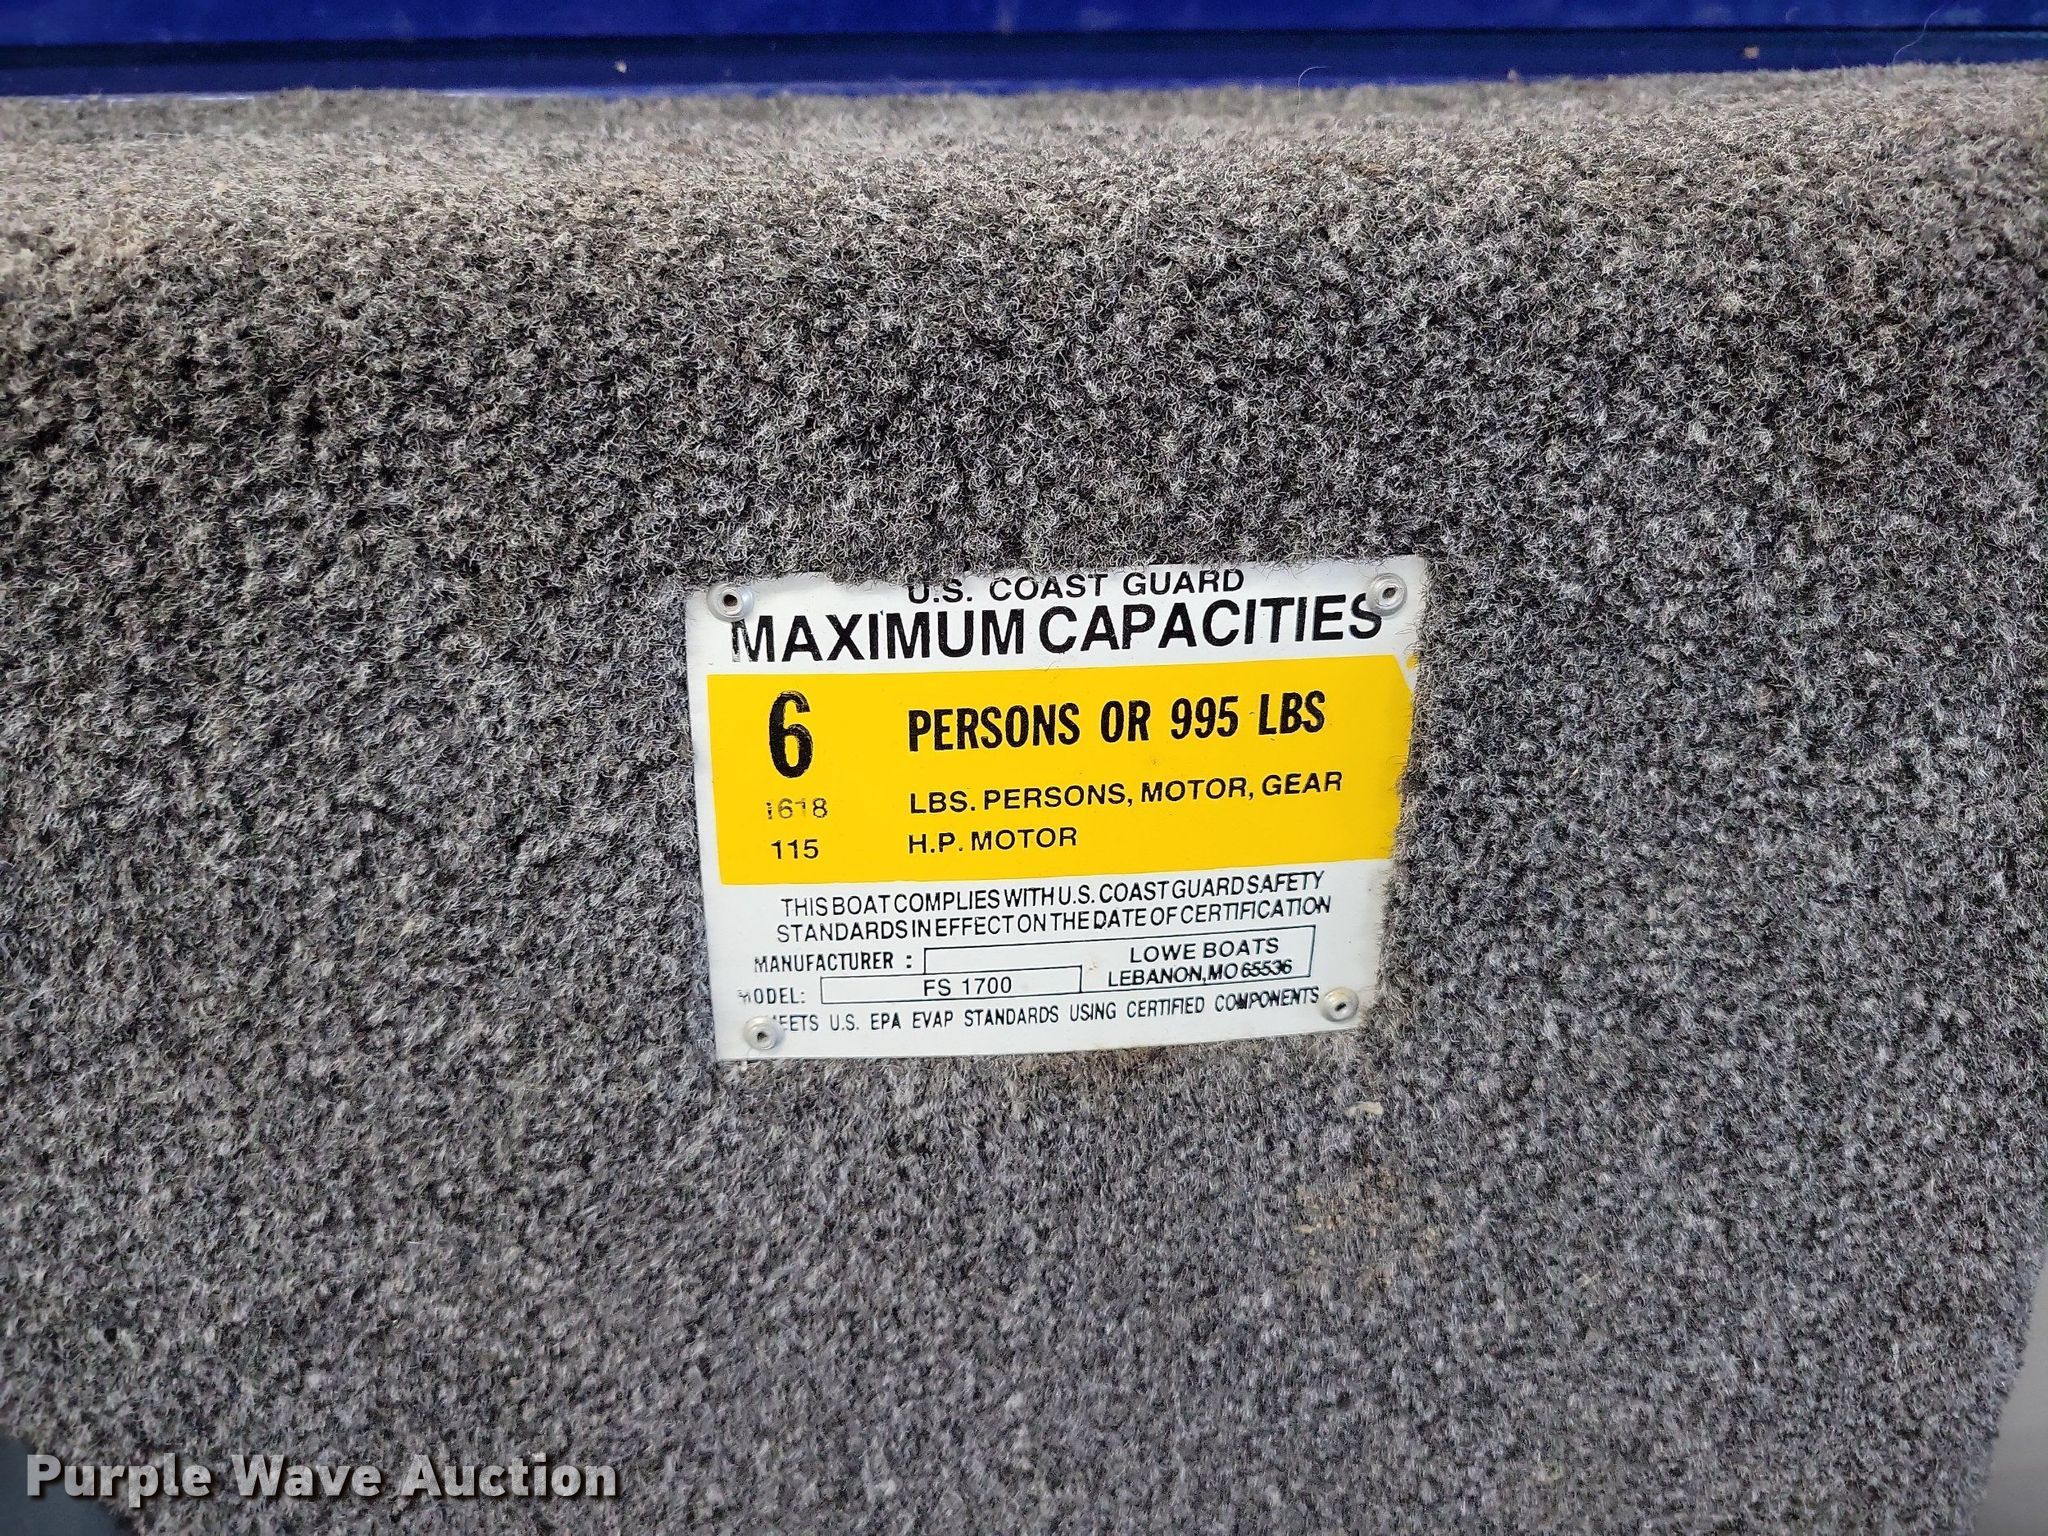 U.S. COAST GUARD
MAXIMUM CAPACITIES
6 PERSONS OR 995 LBS
1618 LBS. PERSONS, MOTOR, GEAR
115 H.P. MOTOR
THIS BOAT COMPLIES WITH U.S. COAST GUARD SAFETY
STANDARDS IN EFFECT ON THE DATE OF CERTIFICATION
MANUFACTURER : LOWE BOATS
LEBANON, MO 65536
MODEL: FS 1700
MEETS U.S. EPA EVAP STANDARDS USING CERTIFIED COMPONENTS
Purple Wave Auction